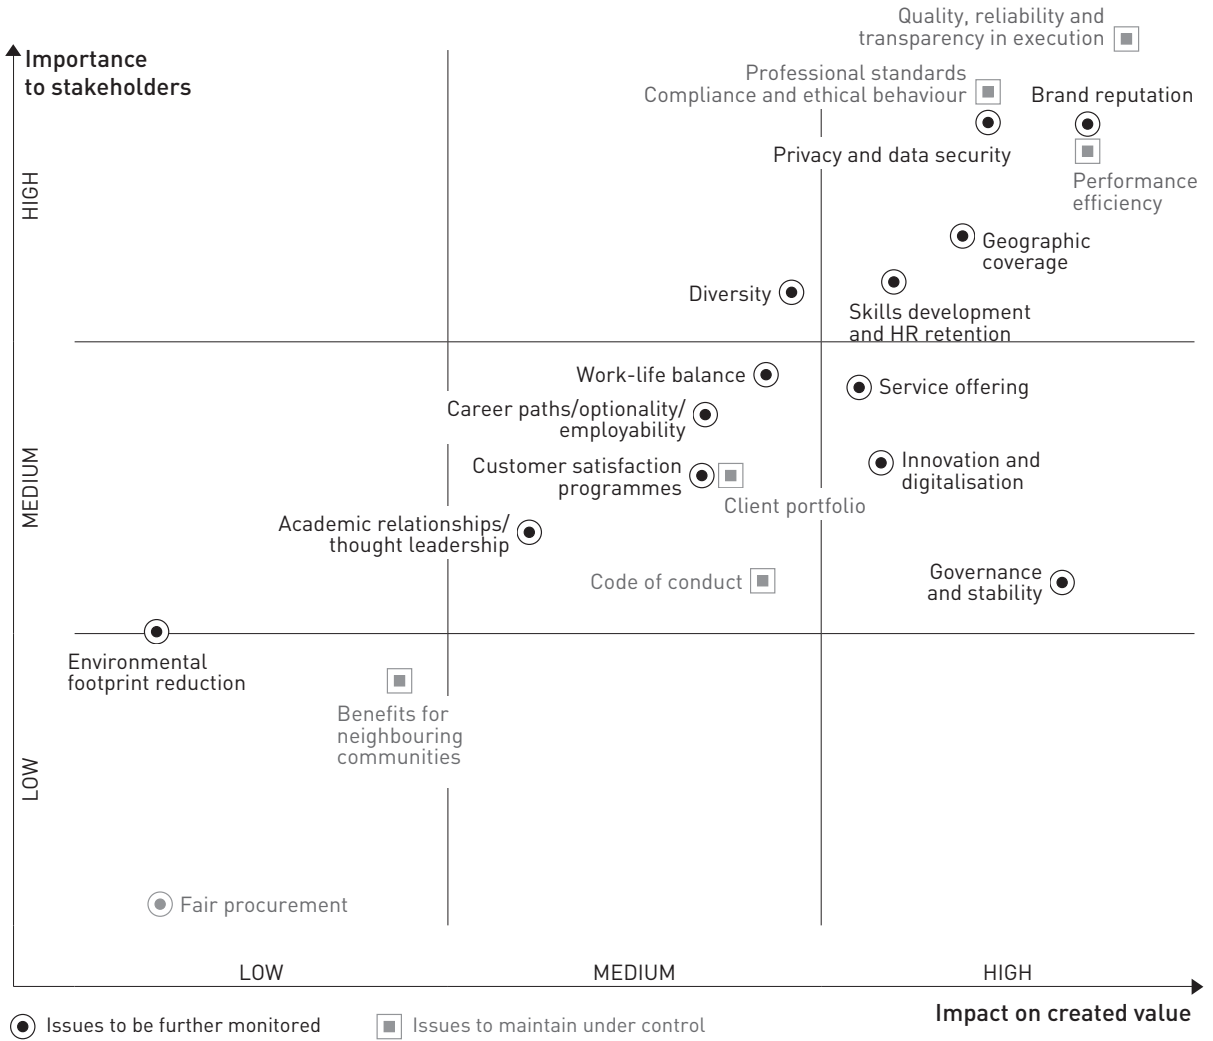 Quality, reliability and
transparency in execution
Importance
to stakeholders
Professional standards
Compliance and ethical behaviour
Brand reputation
Privacy and data security
Performance
efficiency
HIGH
Geographic
coverage
Diversity
Skills development
and HR retention
Work-life balance
Service offering
Career paths/optionality/
employability
MEDIUM
Customer satisfaction
programmes
Innovation and
digitalisation
Client portfolio
Academic relationships/
thought leadership
Code of conduct
Governance
and stability
Environmental
footprint reduction
Benefits for
neighbouring
communities
LOW
Fair procurement
LOW
MEDIUM
HIGH
Impact on created value
Issues to be further monitored
Issues to maintain under control